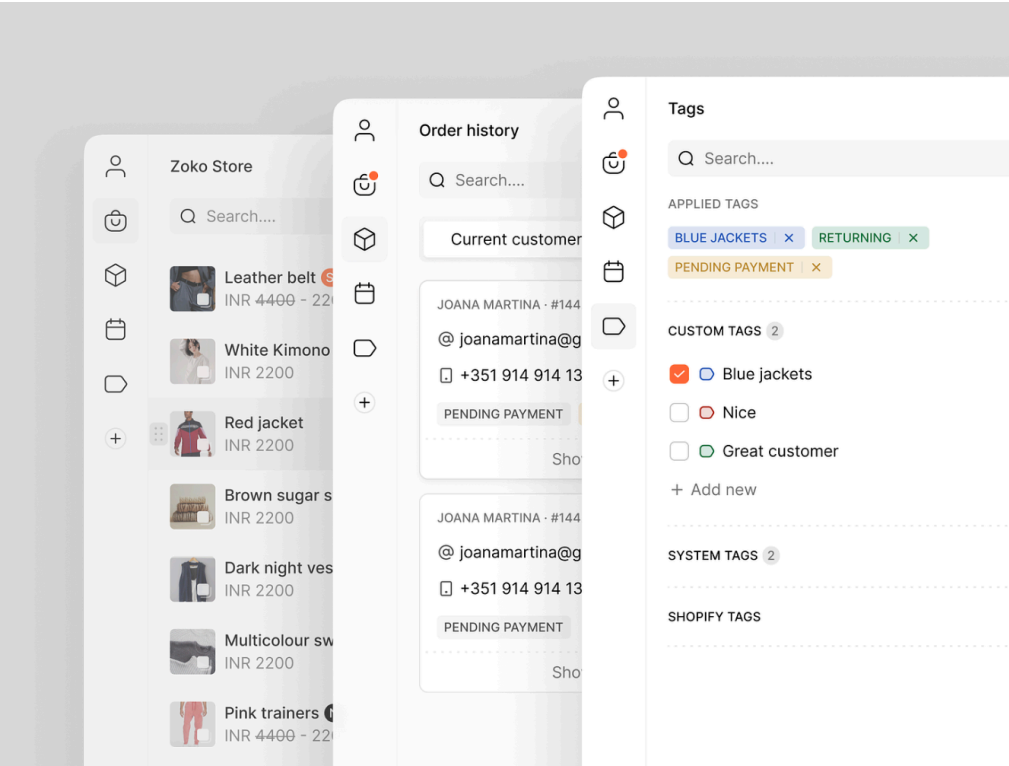 Zoko Store
Search....
Leather belt
INR 4400 - 22
White Kimono
INR 2200
Red jacket
INR 2200
Brown sugar s
INR 2200
Dark night ves
INR 2200
Multicolour sw
INR 2200
Pink trainers
INR 4400 - 22
Order history
Search....
Current customer
JOANA MARTINA · #144
@ joanamartina@g
+351 914 914 13
PENDING PAYMENT
Sho
JOANA MARTINA · #144
@ joanamartina@g
+351 914 914 13
PENDING PAYMENT
Sho
Tags
Search....
APPLIED TAGS
BLUE JACKETS × RETURNING ×
PENDING PAYMENT ×
CUSTOM TAGS 2
Blue jackets
Nice
Great customer
+ Add new
SYSTEM TAGS 2
SHOPIFY TAGS